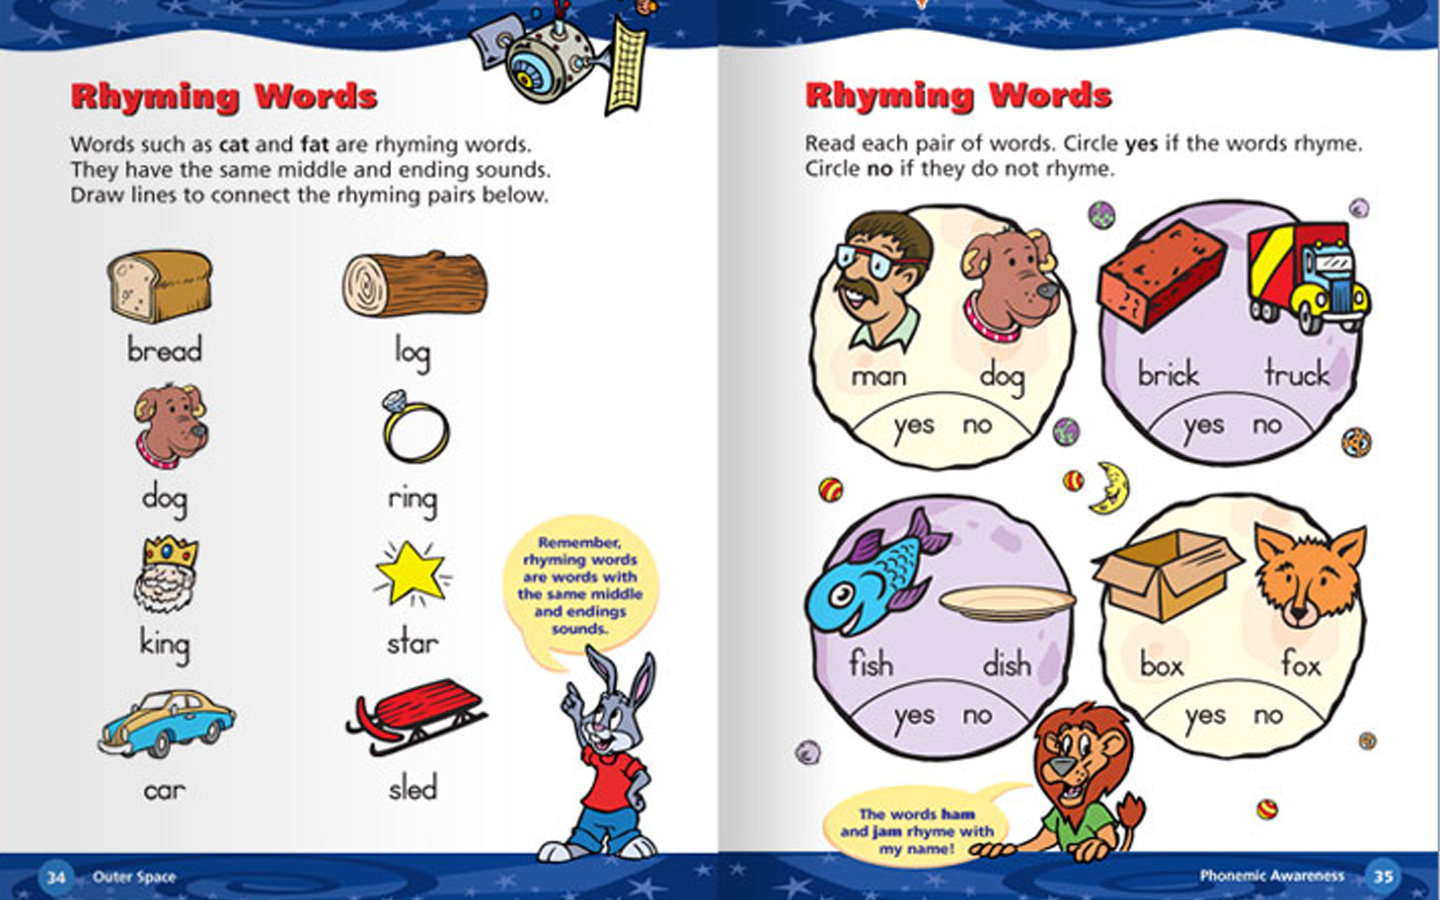 Rhyming Words
Words such as cat and fat are rhyming words.
They have the same middle and ending sounds.
Draw lines to connect the rhyming pairs below.
bread log
dog ring
king star
car sled
Remember,
rhyming words
are words with
the same middle
and endings
sounds.
34 Outer Space
Rhyming Words
Read each pair of words. Circle yes if the words rhyme.
Circle no if they do not rhyme.
man dog
yes no
brick truck
yes no
fish dish
yes no
box fox
yes no
The words ham
and jam rhyme with
my name!
Phonemic Awareness 35